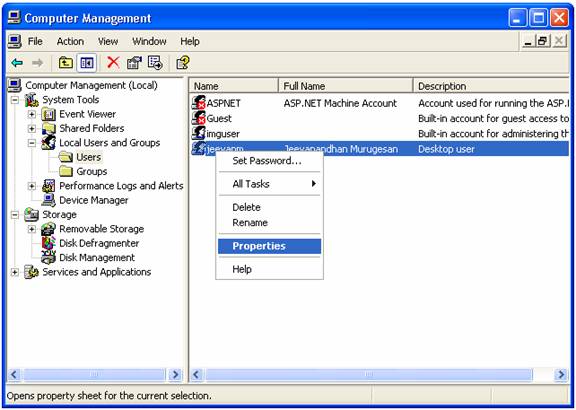 Computer Management
File Action View Window Help
Computer Management (Local)
System Tools
Event Viewer
Shared Folders
Local Users and Groups
Users
Groups
Performance Logs and Alerts
Device Manager
Storage
Removable Storage
Disk Defragmenter
Disk Management
Services and Applications
Name Full Name Description
ASPNET ASP.NET Machine Account Account used for running the ASP.
Guest Built-in account for guest access to
imguser Built-in account for administering th
jeevanm Jeevanandhan Murugesan Desktop user
Set Password...
All Tasks
Delete
Rename
Properties
Help
Opens property sheet for the current selection.